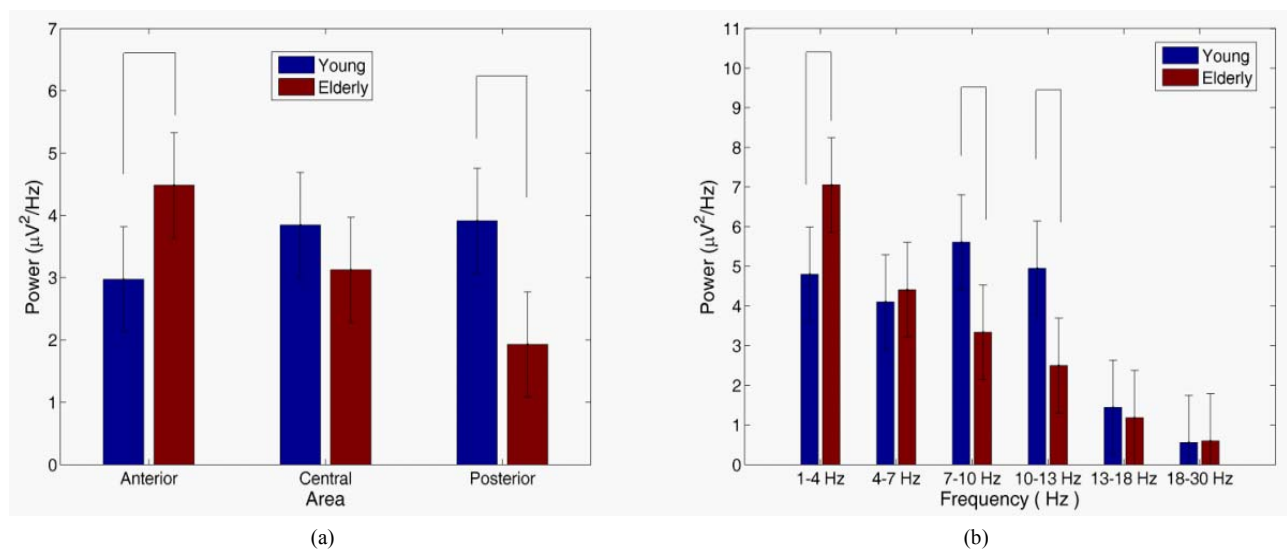 7
6
5
4
3
2
1
0
Power (μV²/Hz)
Young
Elderly
Anterior Central Posterior
Area
(a)
11
10
9
8
7
6
5
4
3
2
1
0
Power (μV²/Hz)
Young
Elderly
1-4 Hz 4-7 Hz 7-10 Hz 10-13 Hz 13-18 Hz 18-30 Hz
Frequency ( Hz )
(b)